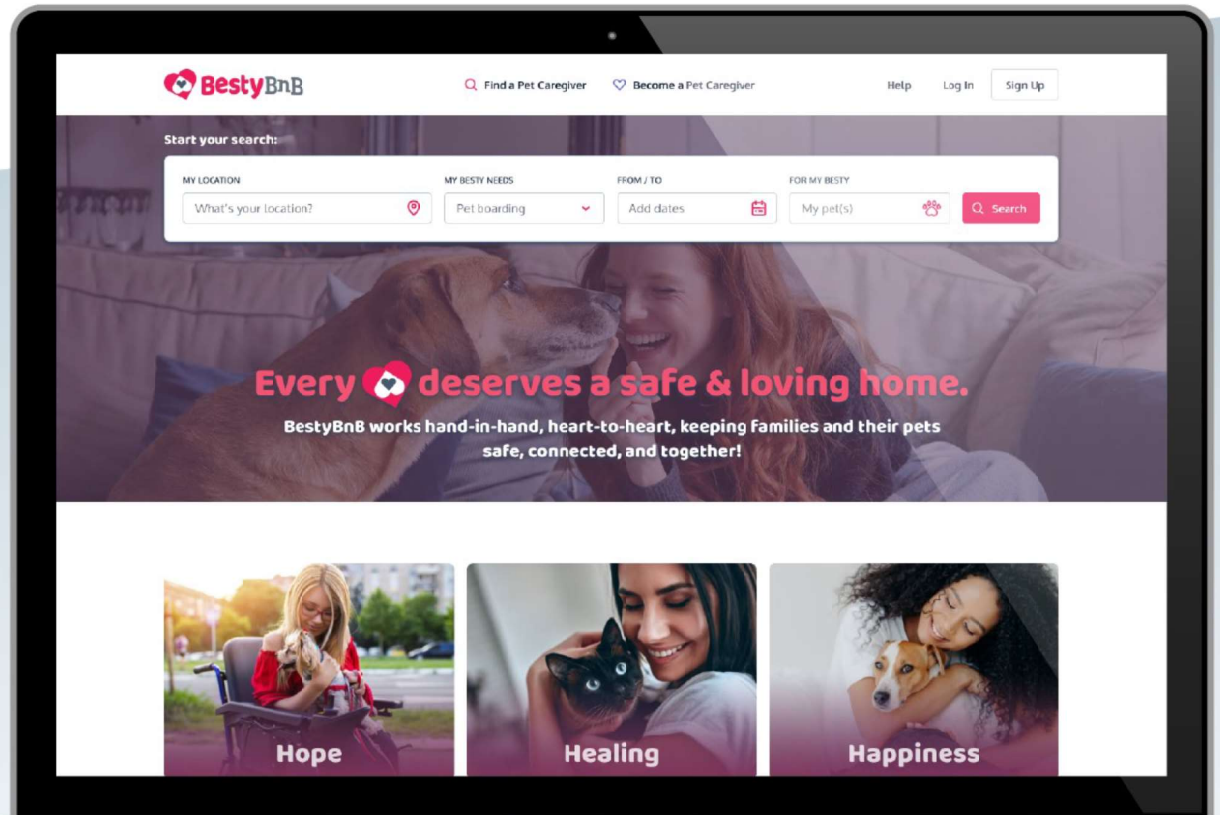 BestyBnB
Find a Pet Caregiver
Become a Pet Caregiver
Help
Log In
Sign Up
Start your search:
MY LOCATION
MY BESTY NEEDS
FROM / TO
FOR MY BESTY
What's your location?
Pet boarding
Add dates
My pet(s)
Search
Every deserves a safe & loving home.
BestyBnB works hand-in-hand, heart-to-heart, keeping families and their pets
safe, connected, and together!
Hope
Healing
Happiness